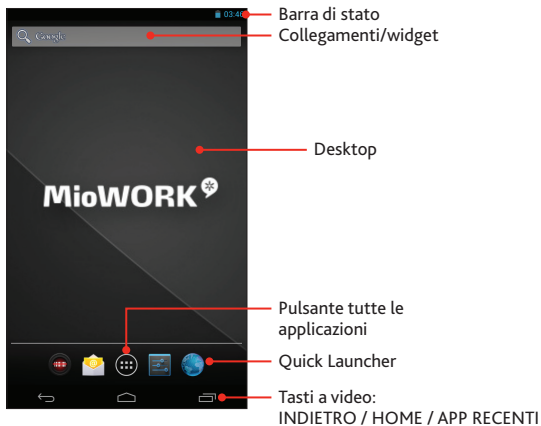 03:46
Barra di stato
Google
Collegamenti/widget
Desktop
MioWORK
Pulsante tutte le
applicazioni
Quick Launcher
Tasti a video:
INDIETRO / HOME / APP RECENTI